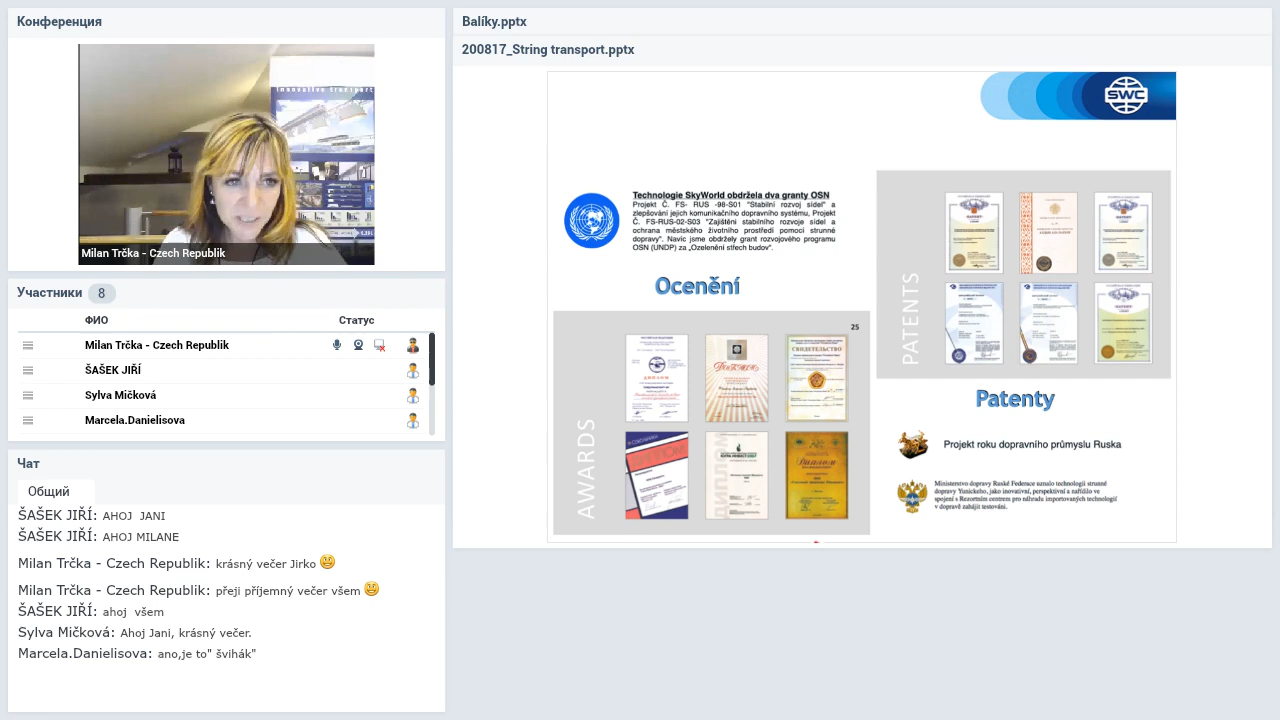 Конференция
innovative transport
Milan Trčka - Czech Republik
Участники 8
ФИО
Статус
Milan Trčka - Czech Republik
ŠAŠEK JIŘÍ
Sylva Mičková
Marcela.Danielisova
Чат
Общий
ŠAŠEK JIŘÍ: AHOJ JANI
ŠAŠEK JIŘÍ: AHOJ MILANE
Milan Trčka - Czech Republik: krásný večer Jirko
Milan Trčka - Czech Republik: přeji příjemný večer všem
ŠAŠEK JIŘÍ: ahoj všem
Sylva Mičková: Ahoj Jani, krásný večer.
Marcela.Danielisova: ano,je to" švihák"
Balíky.pptx
200817_String transport.pptx
SWC
Technologie SkyWorld obdržela dva granty OSN
Projekt Č. FS- RUS -98-S01 "Stabilní rozvoj sídel" a
zlepšování jejich komunikačního dopravního systému, Projekt
Č. FS-RUS-02-S03 "Zajištění stabilního rozvoje sídel a
ochrana městského životního prostředí pomocí strunné
dopravy". Navíc jsme obdrželi grant rozvojového programu
OSN (UNDP) za „Ozelenění střech budov".
Ocenění
25
AWARDS
СВИДЕТЕЛЬСТВО
PATENTS
Patenty
Projekt roku dopravního průmyslu Ruska
Ministerstvo dopravy Ruské Federace uznalo technologii strunné
dopravy Yunického, jako inovativní, perspektivní a nařídilo ve
spojení s Rezortním centrem pro náhradu importovaných technologií
v dopravě zahájit testování.